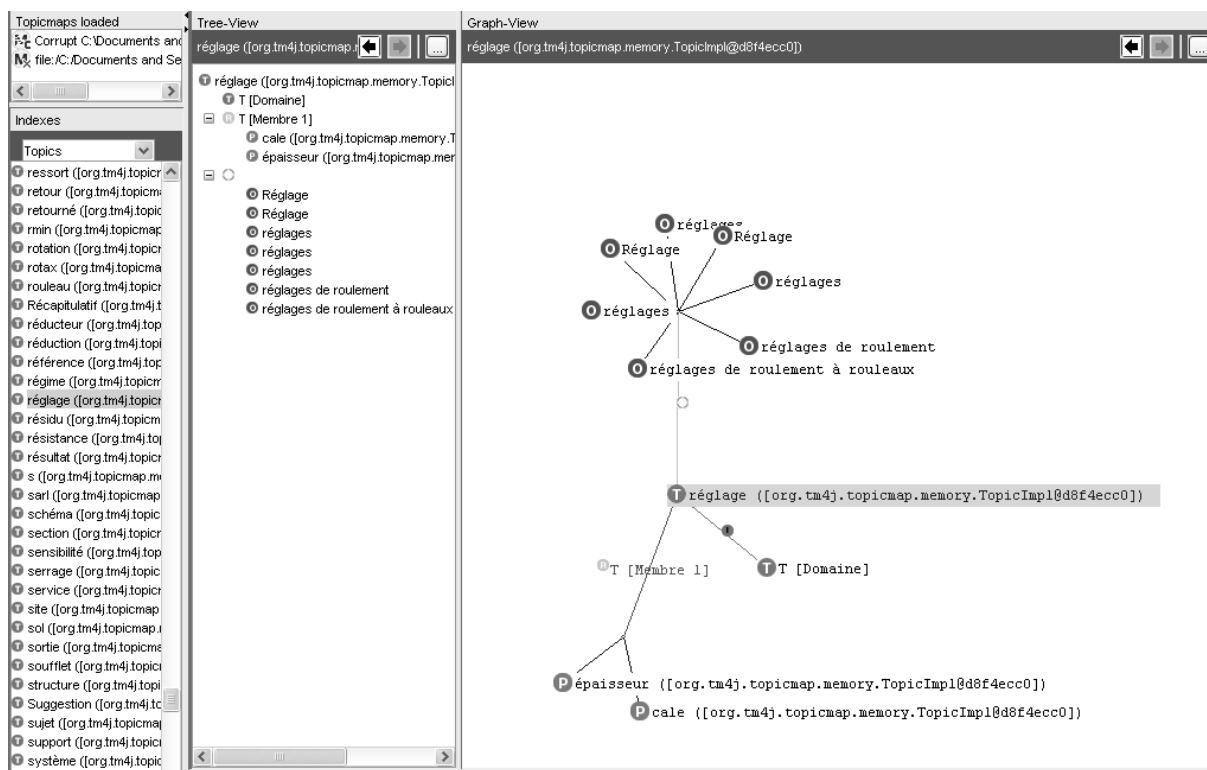 Topicmaps loaded
Corrupt C:\Documents and
file:/C:/Documents and Se
Indexes
Topics
ressort ([org.tm4j.topicr
retour ([org.tm4j.topicm
retourné ([org.tm4j.topic
rmin ([org.tm4j.topicmap
rotation ([org.tm4j.topicr
rotax ([org.tm4j.topicma
rouleau ([org.tm4j.topicr
Récapitulatif ([org.tm4j.t
réducteur ([org.tm4j.top
réduction ([org.tm4j.topi
référence ([org.tm4j.top
régime ([org.tm4j.topicm
réglage ([org.tm4j.topicr
résidu ([org.tm4j.topicm
résistance ([org.tm4j.top
résultat ([org.tm4j.topicr
s ([org.tm4j.topicmap.m
sarl ([org.tm4j.topicmap
schéma ([org.tm4j.topic
section ([org.tm4j.topicr
sensibilité ([org.tm4j.top
serrage ([org.tm4j.topic
service ([org.tm4j.topicr
site ([org.tm4j.topicmap
sol ([org.tm4j.topicmap.
sortie ([org.tm4j.topicma
soufflet ([org.tm4j.topic
structure ([org.tm4j.topi
Suggestion ([org.tm4j.to
sujet ([org.tm4j.topicma
support ([org.tm4j.topic
système ([org.tm4j.topic
Tree-View
réglage ([org.tm4j.topicmap.
...
réglage ([org.tm4j.topicmap.memory.TopicI
T [Domaine]
T [Membre 1]
cale ([org.tm4j.topicmap.memory.T
épaisseur ([org.tm4j.topicmap.mem
Réglage
Réglage
réglages
réglages
réglages
réglages de roulement
réglages de roulement à rouleaux
Graph-View
réglage ([org.tm4j.topicmap.memory.TopicImpl@d8f4ecc0])
...
réglages
Réglage
Réglage
réglages
réglages
réglages de roulement
réglages de roulement à rouleaux
réglage ([org.tm4j.topicmap.memory.TopicImpl@d8f4ecc0])
T [Membre 1]
T [Domaine]
épaisseur ([org.tm4j.topicmap.memory.TopicImpl@d8f4ecc0])
cale ([org.tm4j.topicmap.memory.TopicImpl@d8f4ecc0])